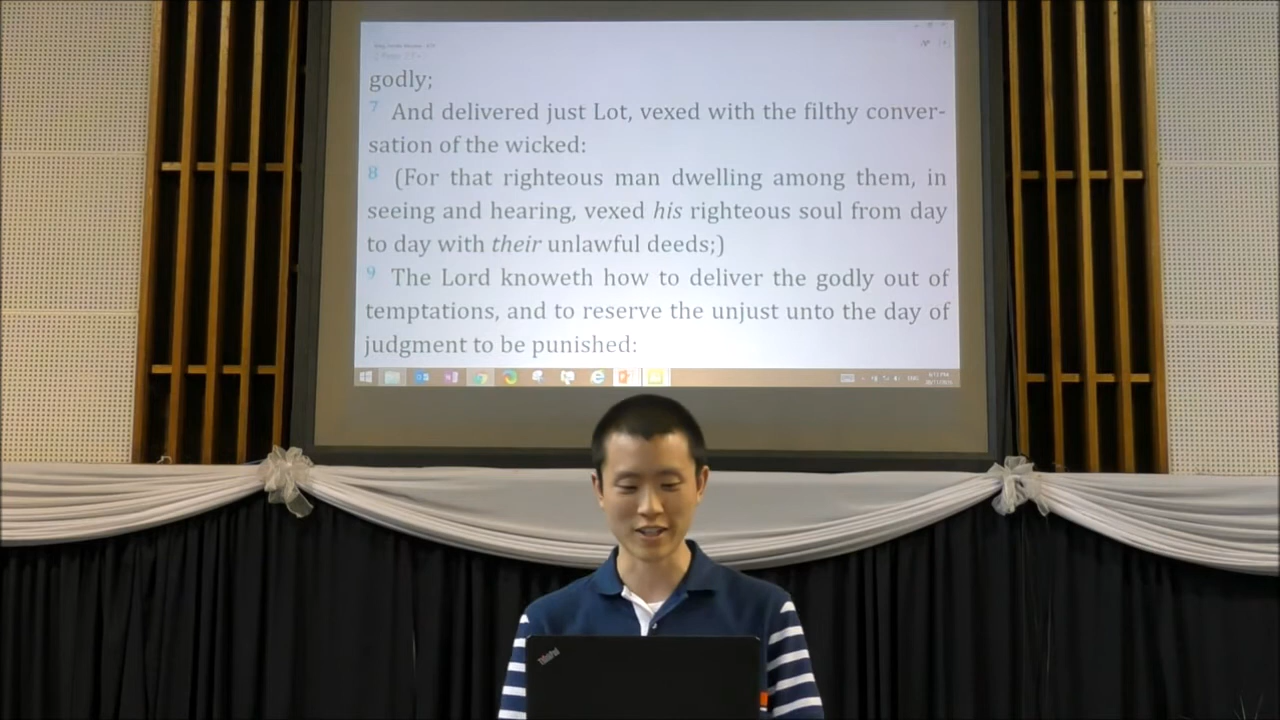 godly;
7 And delivered just Lot, vexed with the filthy conver-
sation of the wicked:
8 (For that righteous man dwelling among them, in
seeing and hearing, vexed his righteous soul from day
to day with their unlawful deeds;)
9 The Lord knoweth how to deliver the godly out of
temptations, and to reserve the unjust unto the day of
judgment to be punished:
ThinkPad